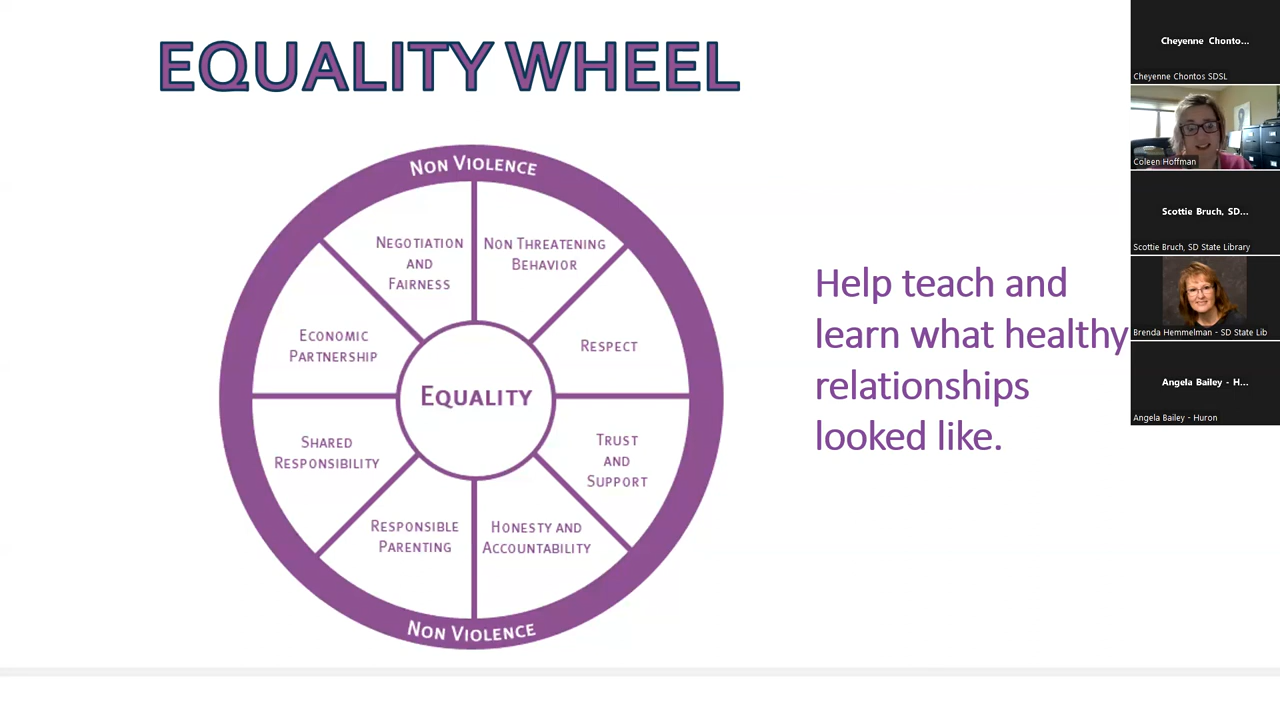 EQUALITY WHEEL
NON VIOLENCE
NEGOTIATION
AND
FAIRNESS
NON THREATENING
BEHAVIOR
ECONOMIC
PARTNERSHIP
RESPECT
EQUALITY
SHARED
RESPONSIBILITY
TRUST
AND
SUPPORT
RESPONSIBLE
PARENTING
HONESTY AND
ACCOUNTABILITY
NON VIOLENCE
Help teach and
learn what healthy
relationships
looked like.
Cheyenne Chonto...
Cheyenne Chontos SDSL
Coleen Hoffman
Scottie Bruch, SD...
Scottie Bruch, SD State Library
Brenda Hemmelman - SD State Lib
Angela Bailey - H...
Angela Bailey - Huron